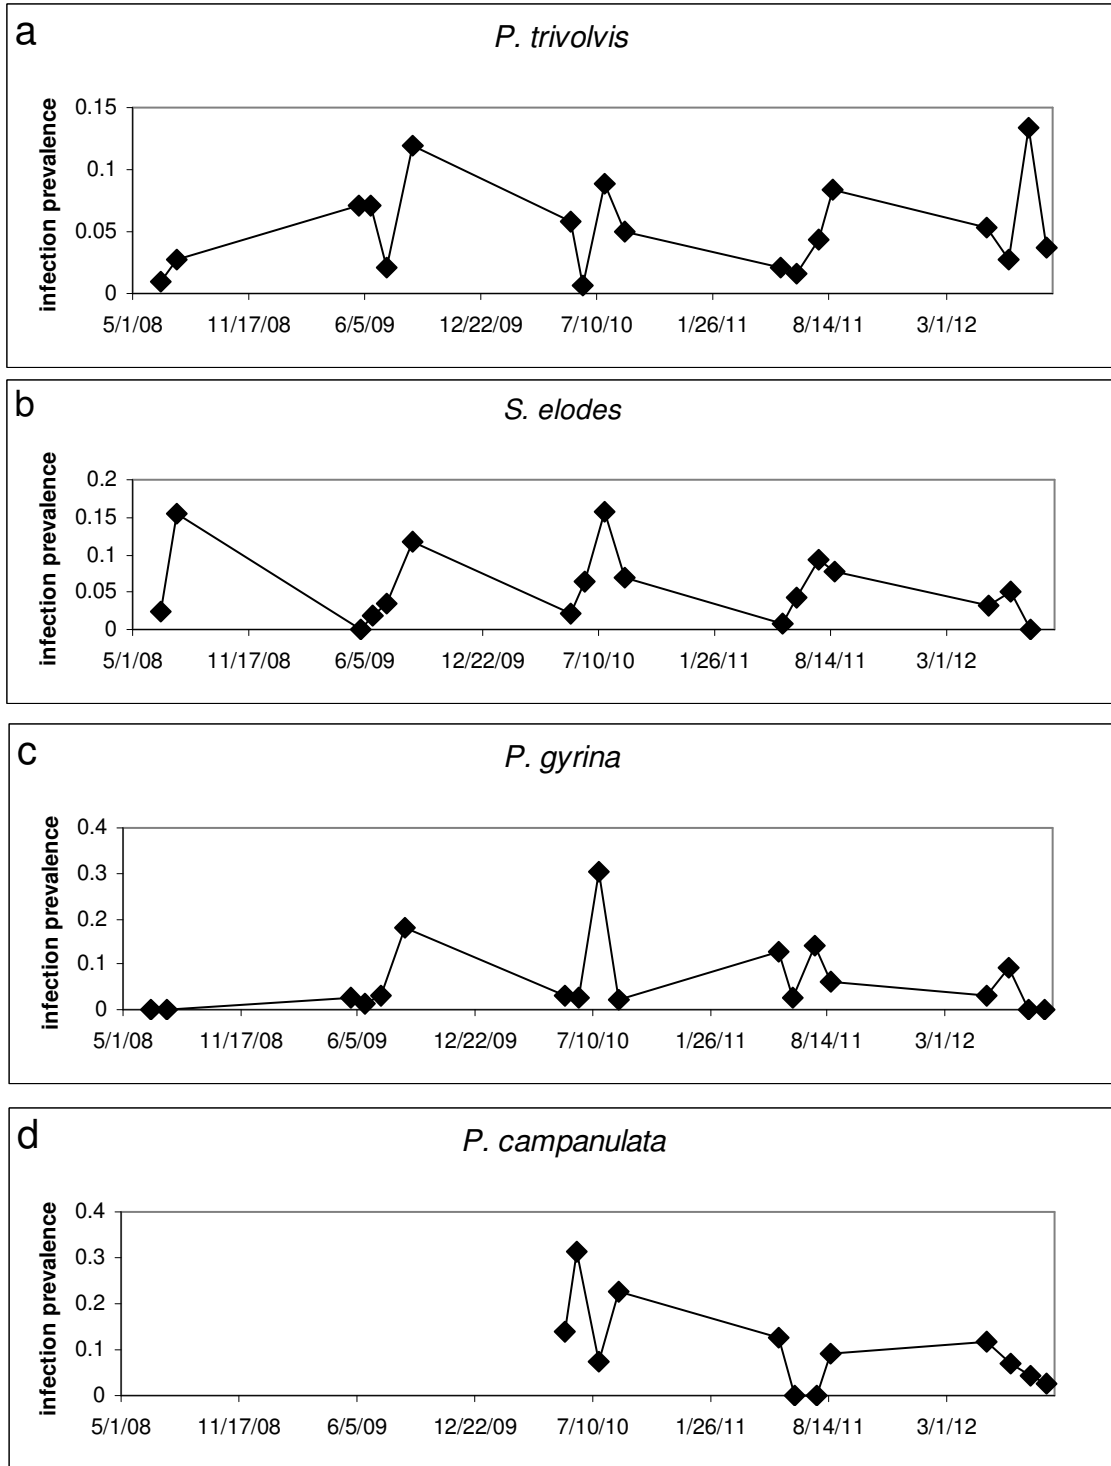 a
P. trivolvis
infection prevalence
0.15
0.1
0.05
0
5/1/08 11/17/08 6/5/09 12/22/09 7/10/10 1/26/11 8/14/11 3/1/12
b
S. elodes
infection prevalence
0.2
0.15
0.1
0.05
0
5/1/08 11/17/08 6/5/09 12/22/09 7/10/10 1/26/11 8/14/11 3/1/12
c
P. gyrina
infection prevalence
0.4
0.3
0.2
0.1
0
5/1/08 11/17/08 6/5/09 12/22/09 7/10/10 1/26/11 8/14/11 3/1/12
d
P. campanulata
infection prevalence
0.4
0.3
0.2
0.1
0
5/1/08 11/17/08 6/5/09 12/22/09 7/10/10 1/26/11 8/14/11 3/1/12